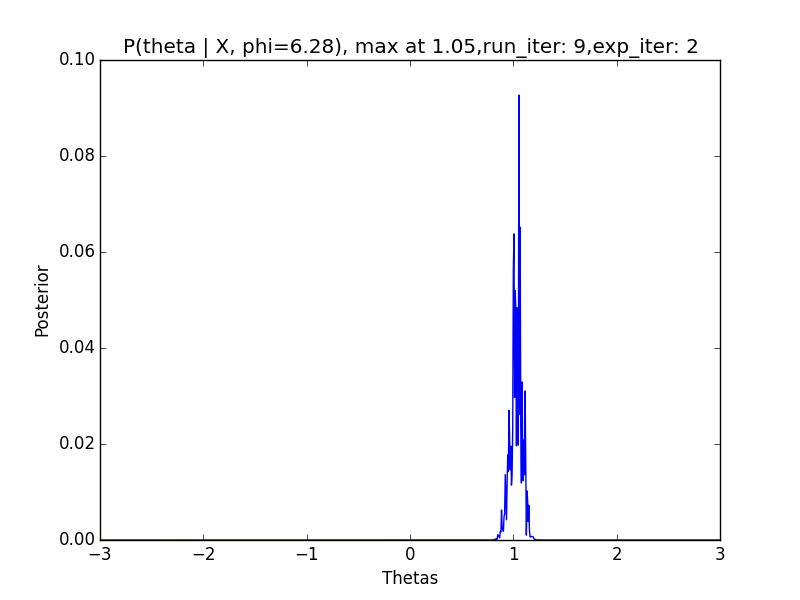 P(theta | X, phi=6.28), max at 1.05,run_iter: 9,exp_iter: 2
0.10
0.08
0.06
0.04
0.02
0.00
Posterior
−3 −2 −1 0 1 2 3
Thetas